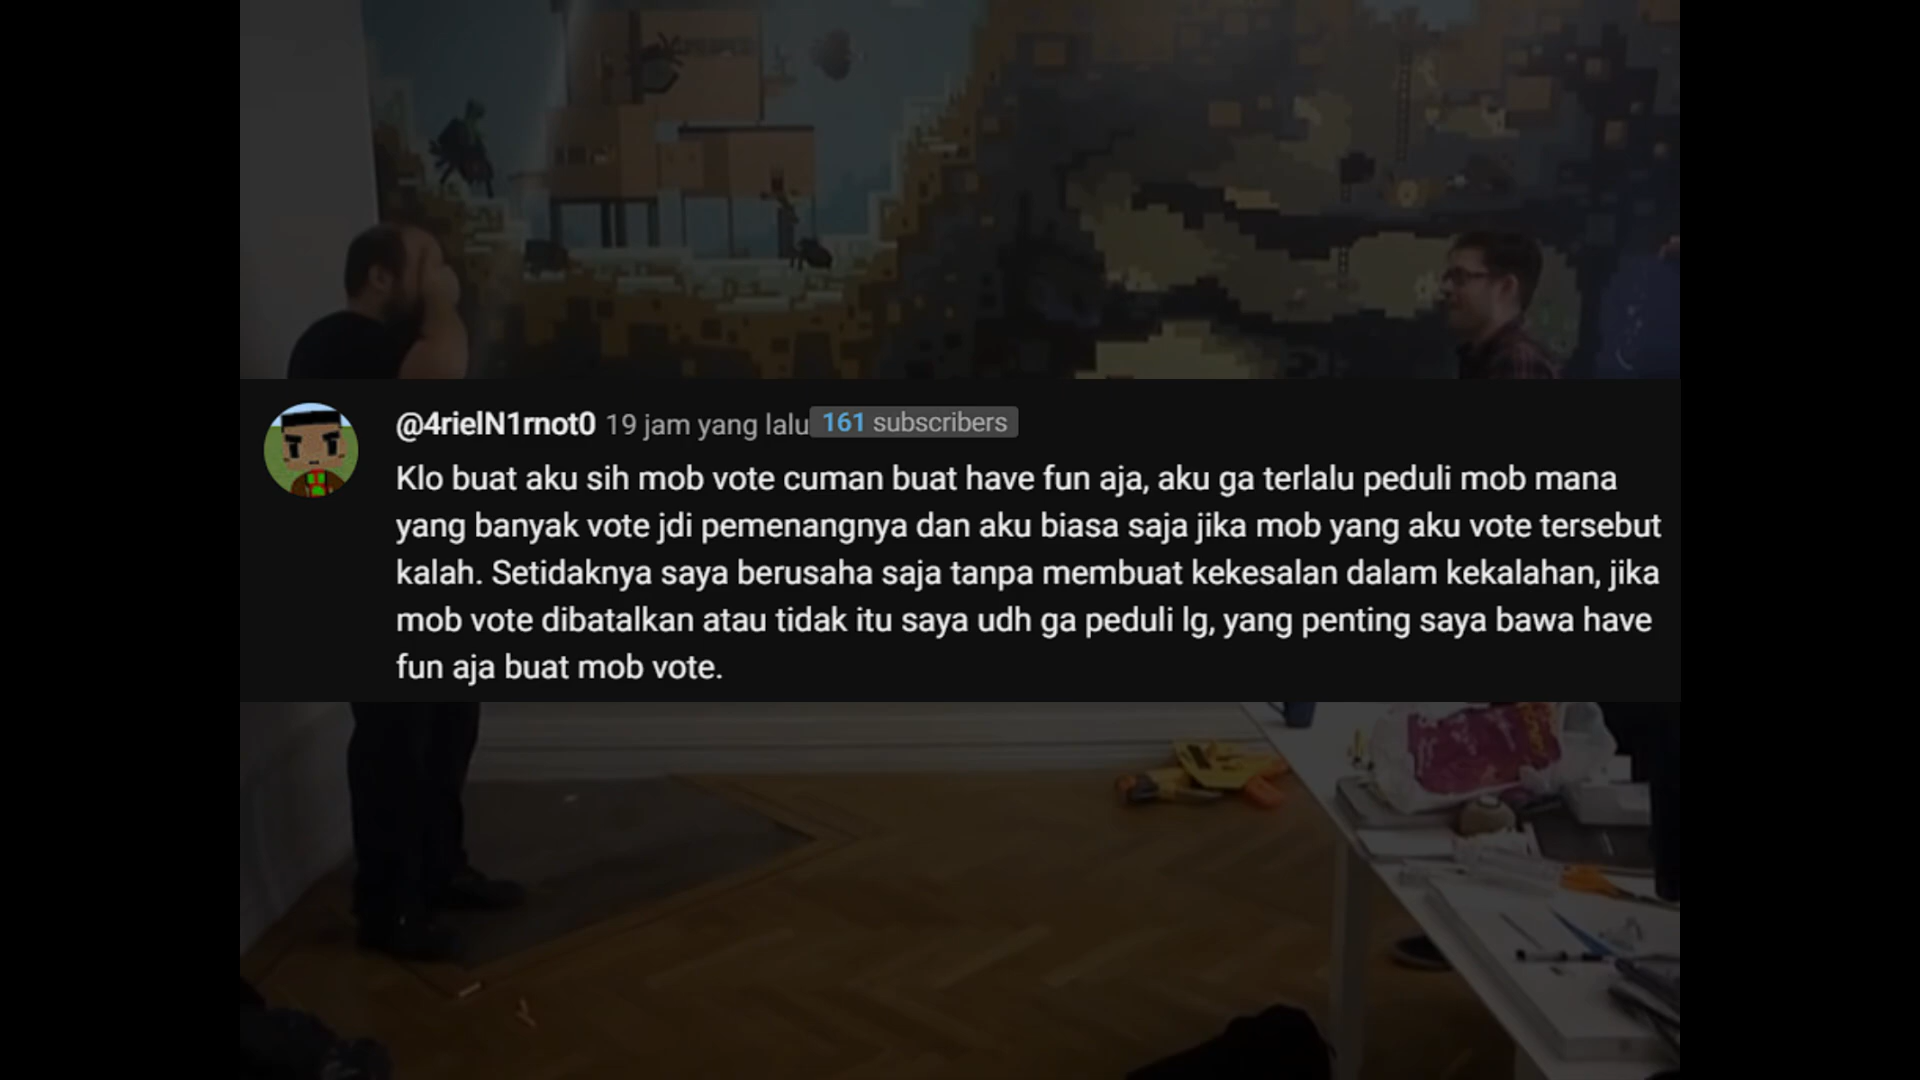 @4rielN1rnot0 19 jam yang lalu 161 subscribers
Klo buat aku sih mob vote cuman buat have fun aja, aku ga terlalu peduli mob mana
yang banyak vote jdi pemenangnya dan aku biasa saja jika mob yang aku vote tersebut
kalah. Setidaknya saya berusaha saja tanpa membuat kekesalan dalam kekalahan, jika
mob vote dibatalkan atau tidak itu saya udh ga peduli lg, yang penting saya bawa have
fun aja buat mob vote.